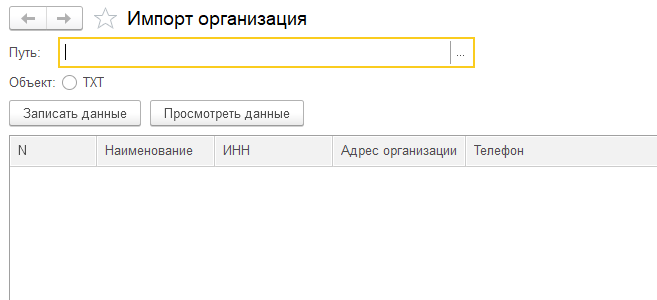 Импорт организация
Путь: ...
Объект: TXT
Записать данные Просмотреть данные
N Наименование ИНН Адрес организации Телефон